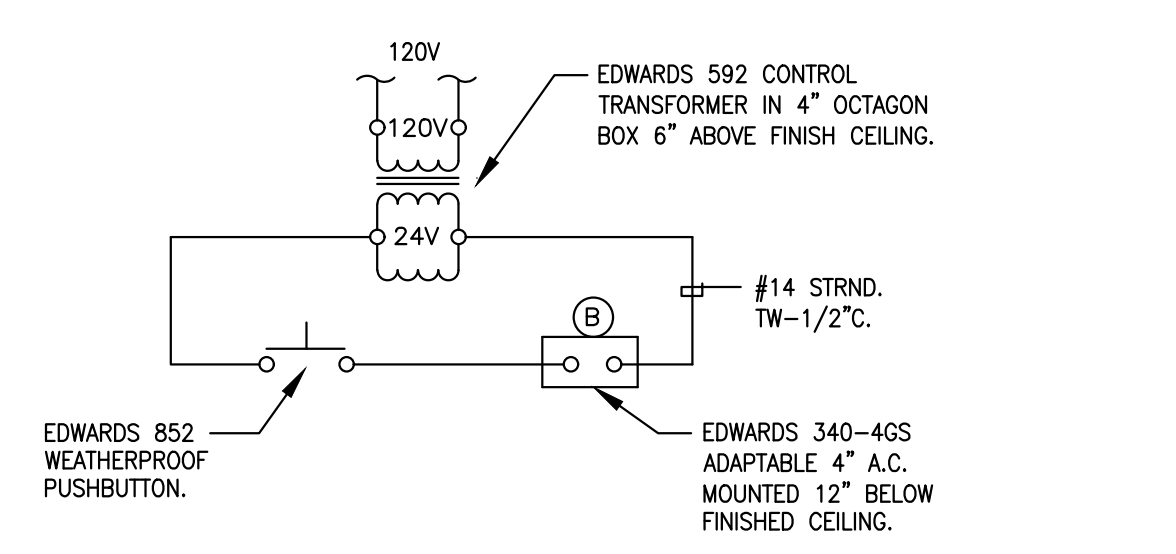 120V
EDWARDS 592 CONTROL
TRANSFORMER IN 4" OCTAGON
BOX 6" ABOVE FINISH CEILING.
120V
24V
#14 STRND.
TW-1/2"C.
B
EDWARDS 852
WEATHERPROOF
PUSHBUTTON.
EDWARDS 340-4GS
ADAPTABLE 4" A.C.
MOUNTED 12" BELOW
FINISHED CEILING.